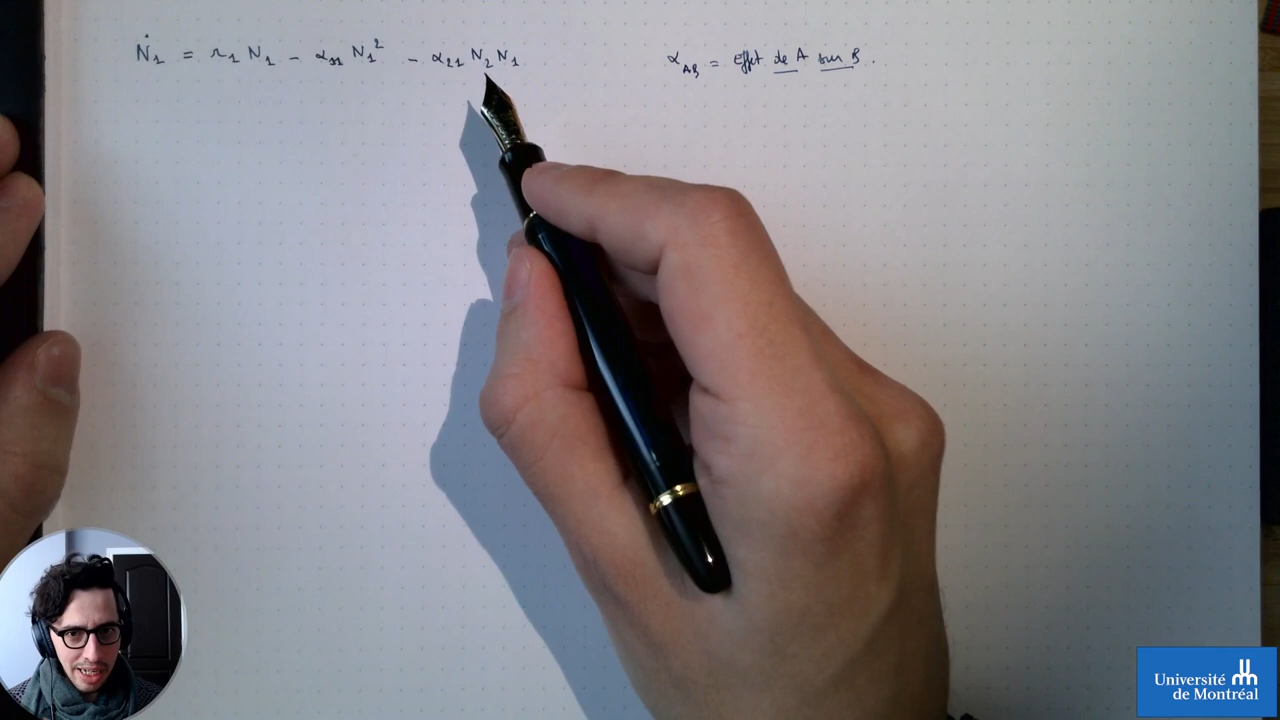 Ṅ₁ = r₁ N₁ - α₁₁ N₁² - α₂₁ N₂ N₁
α_AB = effet de A sur B.
Université
de Montréal